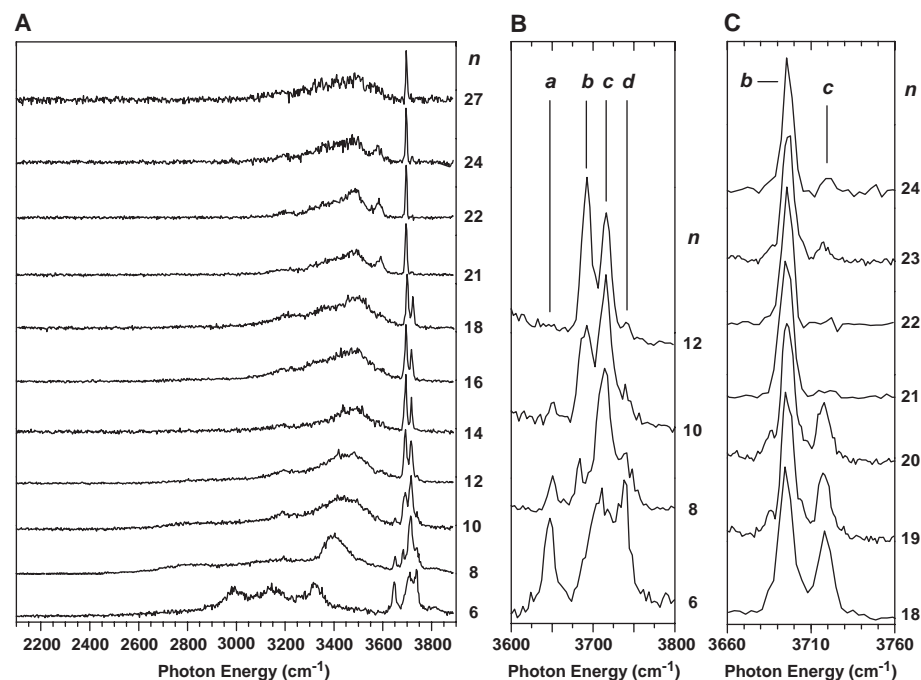 A
n
27
24
22
21
18
16
14
12
10
8
6
2200 2400 2600 2800 3000 3200 3400 3600 3800
Photon Energy (cm-1)
B
a b c d
n
12
10
8
6
3600 3700 3800
Photon Energy (cm-1)
C
b c
n
24
23
22
21
20
19
18
3660 3710 3760
Photon Energy (cm-1)